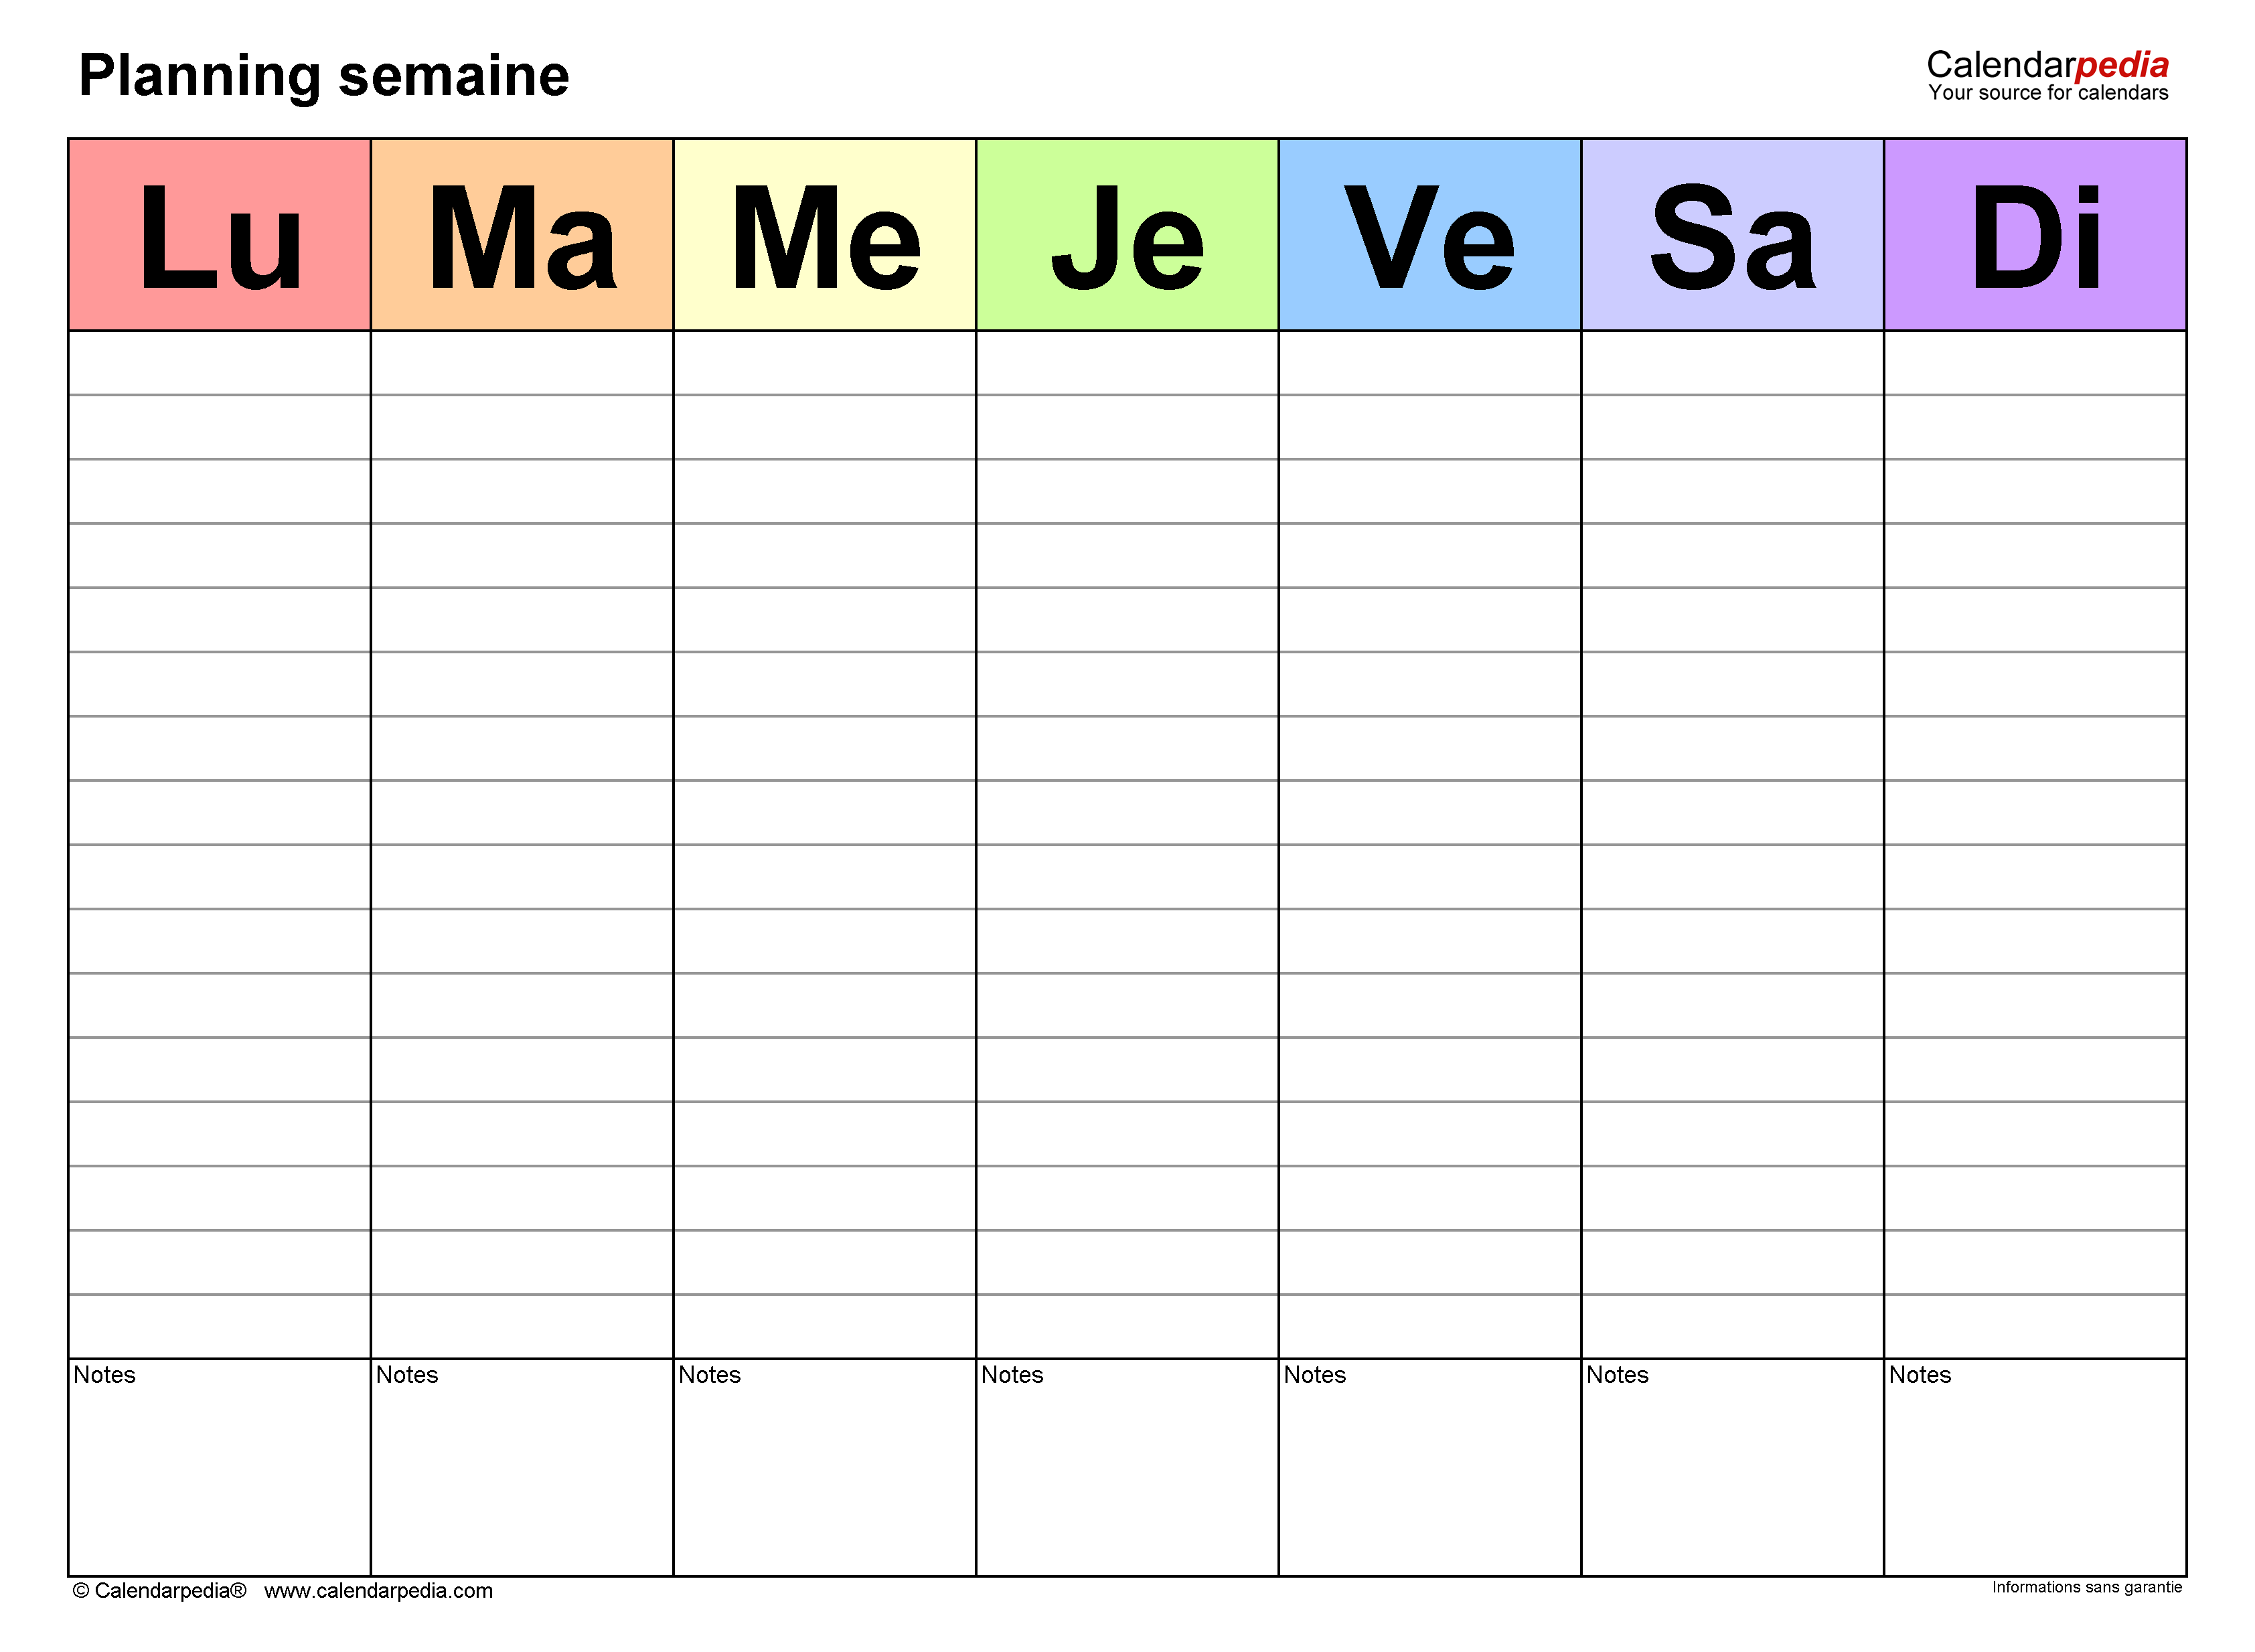 Planning semaine
Calendarpedia
Your source for calendars
Lu Ma Me Je Ve Sa Di
Notes Notes Notes Notes Notes Notes Notes
© Calendarpedia® www.calendarpedia.com
Informations sans garantie